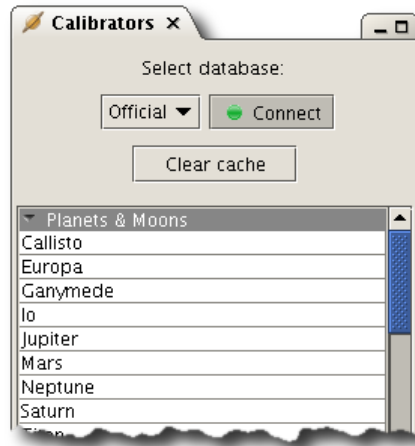 Calibrators
Select database:
Official
Connect
Clear cache
Planets & Moons
Callisto
Europa
Ganymede
Io
Jupiter
Mars
Neptune
Saturn